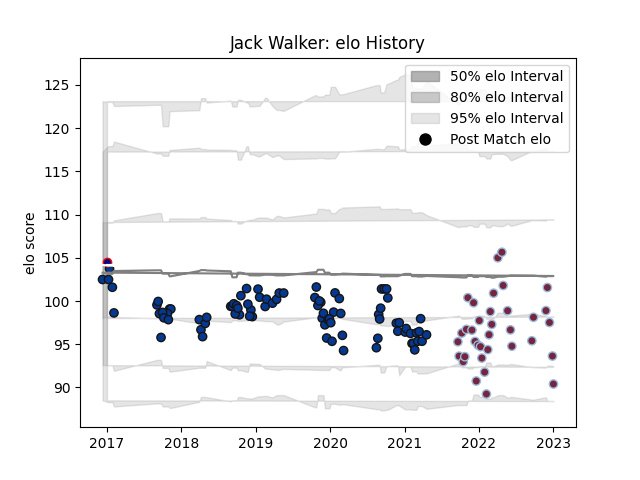 Jack Walker: elo History
50% elo Interval
80% elo Interval
95% elo Interval
Post Match elo
elo score
125
120
115
110
105
100
95
90
2017 2018 2019 2020 2021 2022 2023